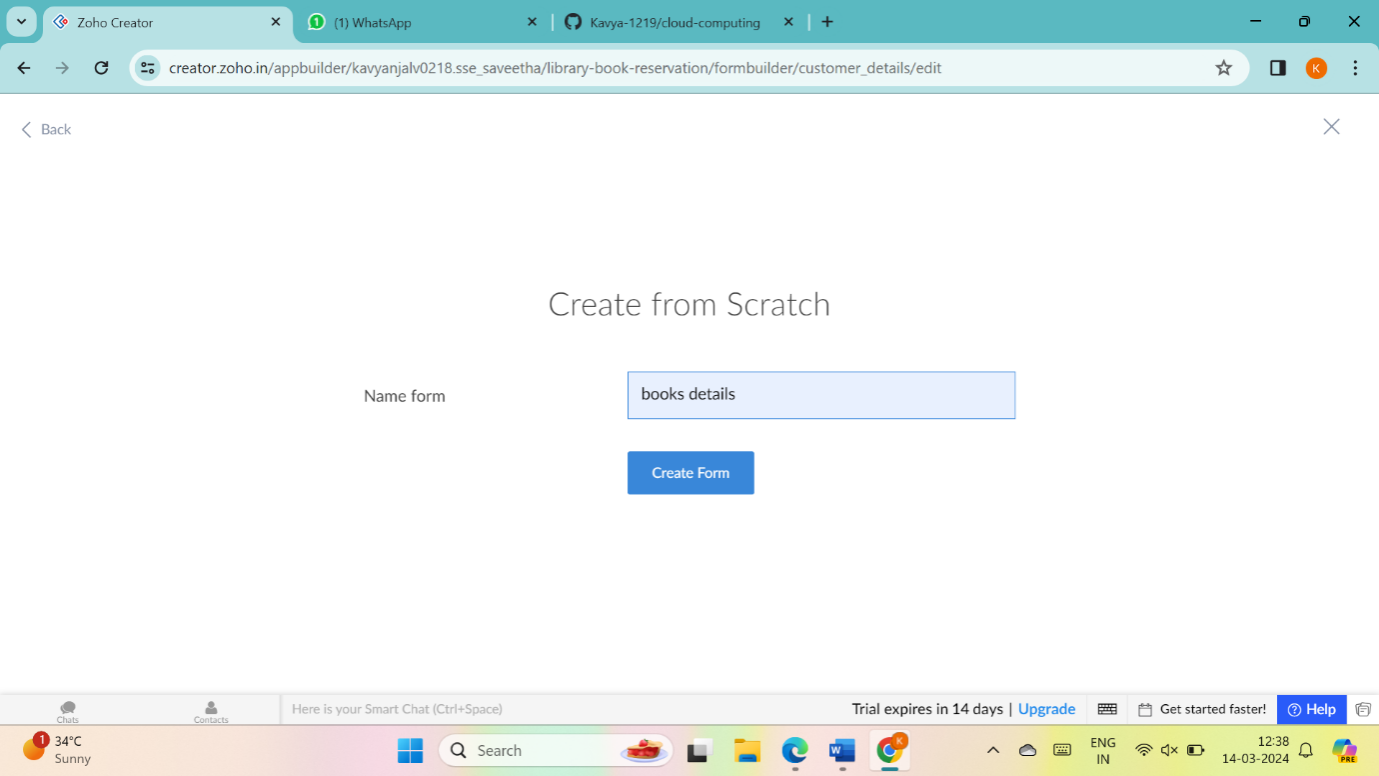 Zoho Creator
(1) WhatsApp
Kavya-1219/cloud-computing
creator.zoho.in/appbuilder/kavyanjalv0218.sse_saveetha/library-book-reservation/formbuilder/customer_details/edit
K
Back
Create from Scratch
Name form
books details
Create Form
Chats
Contacts
Here is your Smart Chat (Ctrl+Space)
Trial expires in 14 days | Upgrade
Get started faster!
Help
1
34°C
Sunny
Search
K
ENG
IN
12:38
14-03-2024
PRE